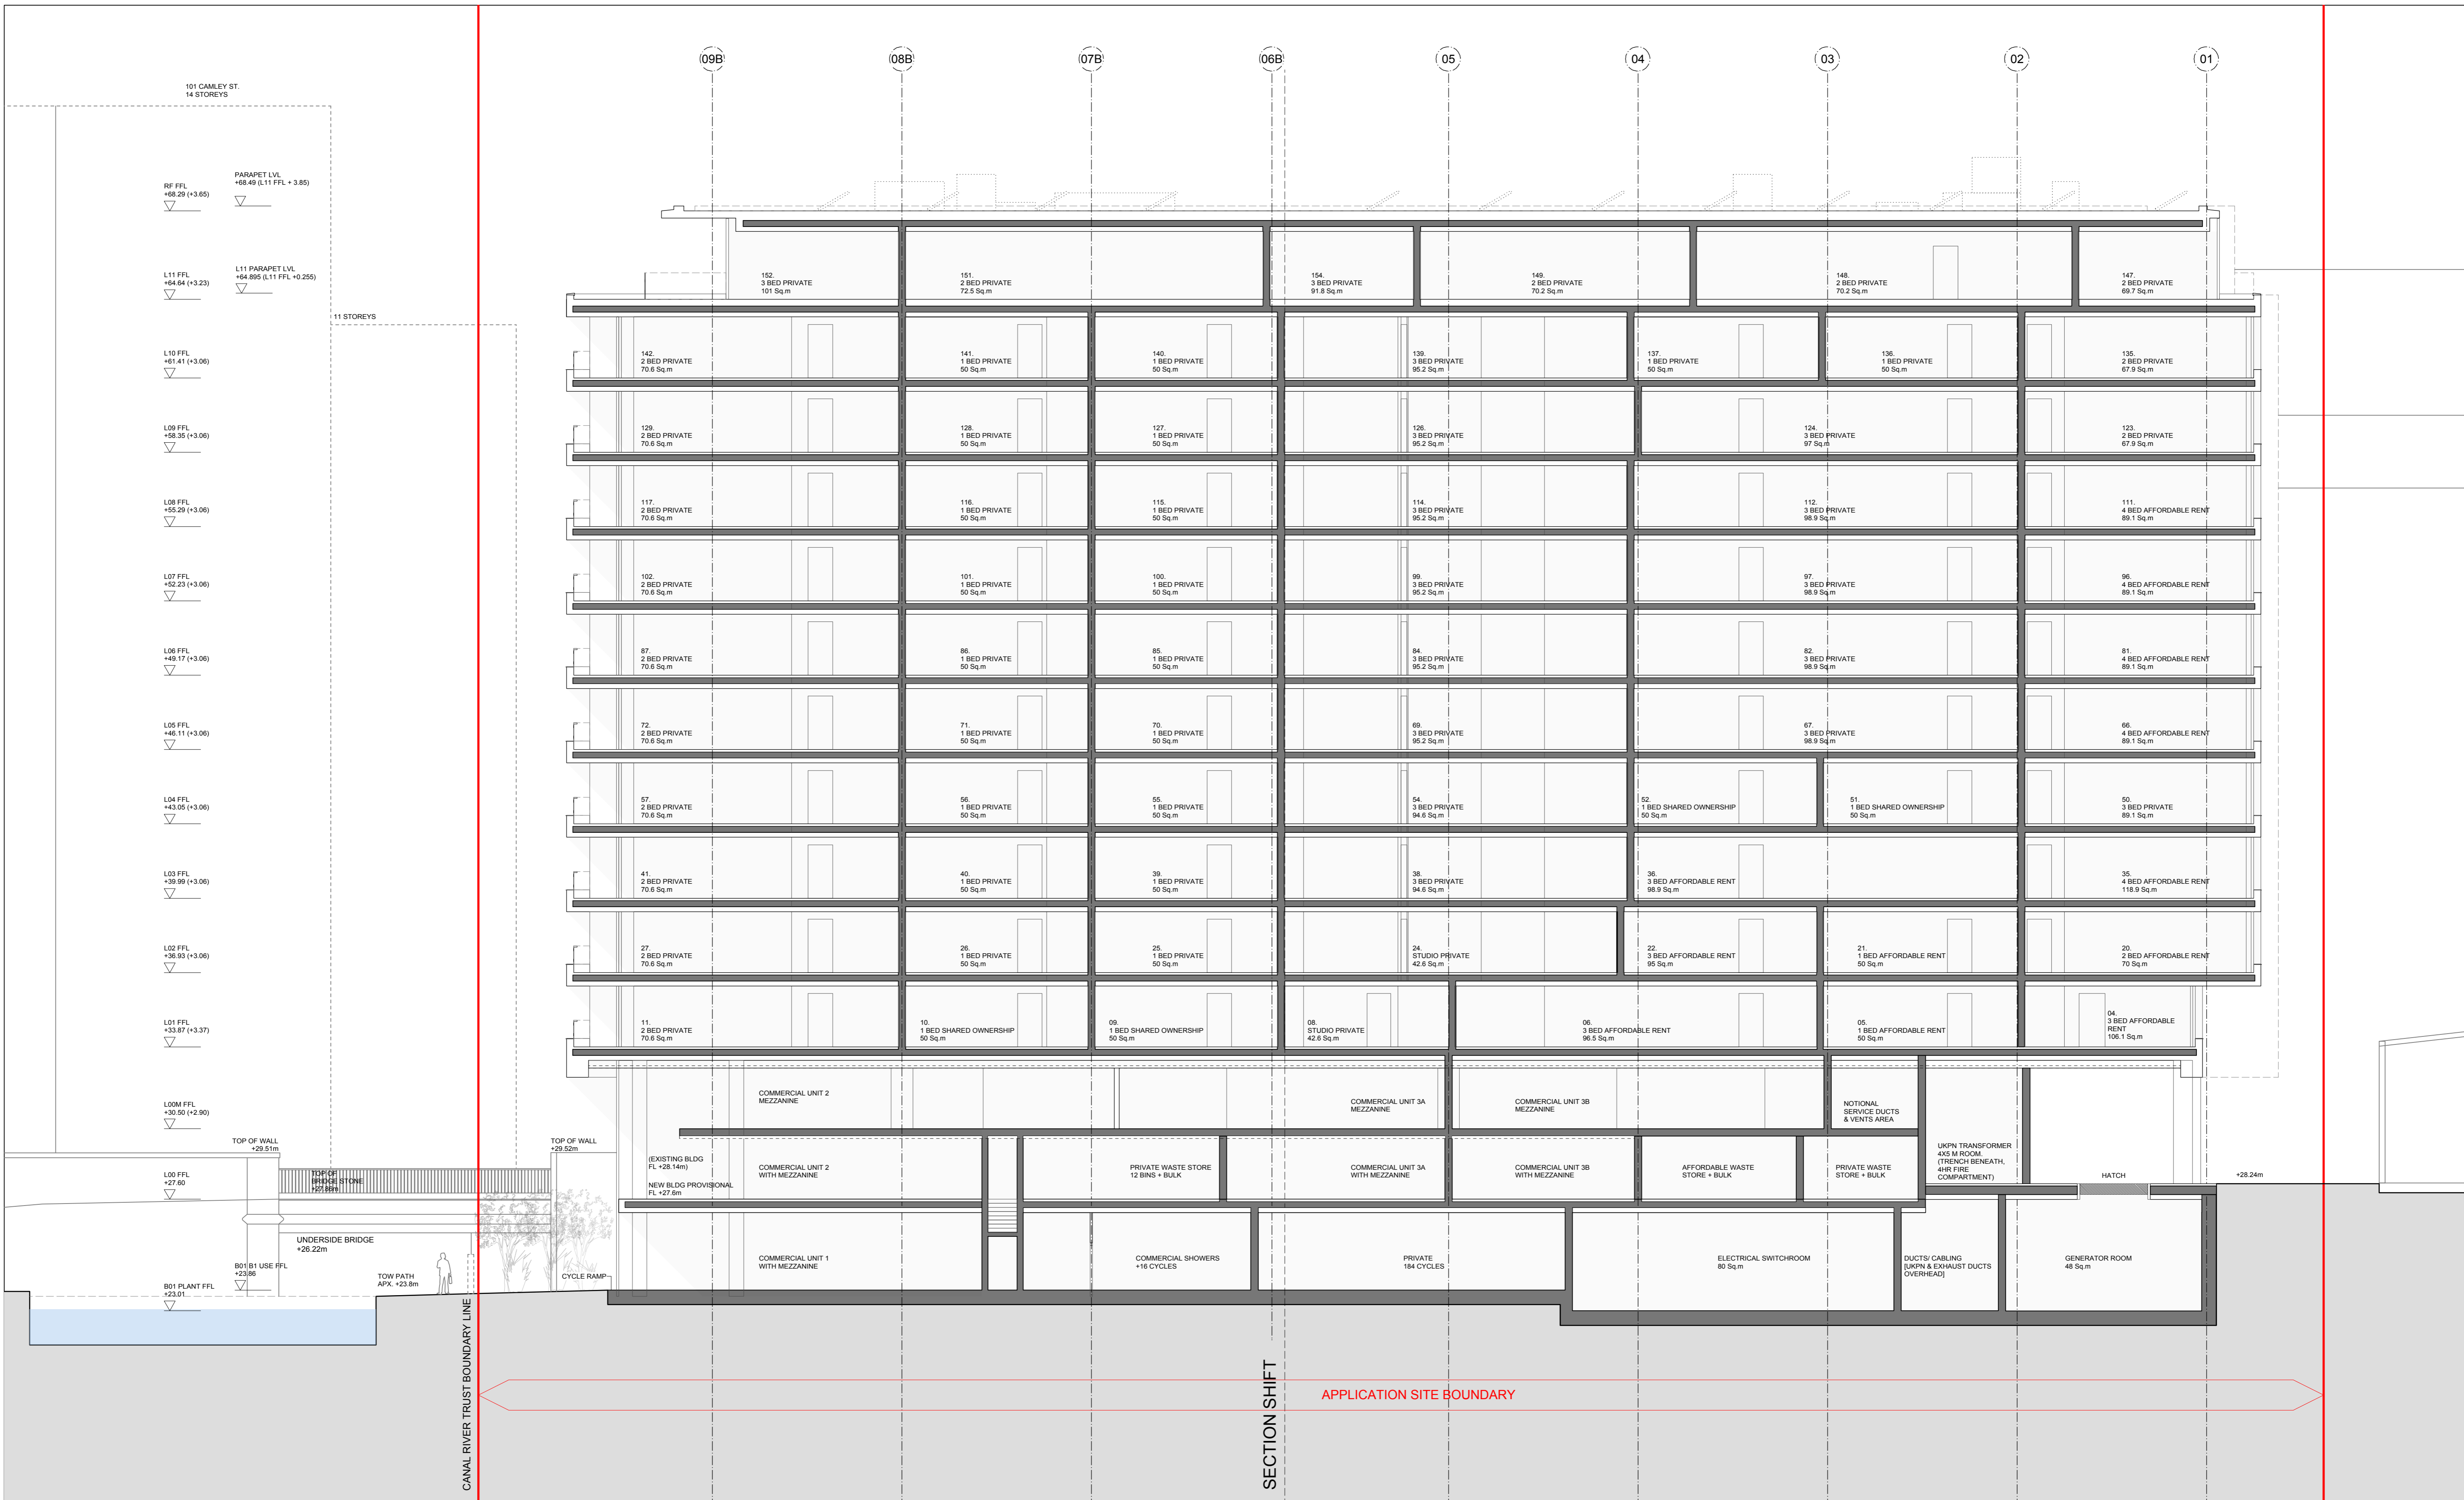 09B
08B
07B
06B
05
04
03
02
01
101 CAMLEY ST.
14 STOREYS
RF FFL
+68.29 (+3.65)
PARAPET LVL
+68.49 (L11 FFL + 3.85)
L11 FFL
+64.64 (+3.23)
L11 PARAPET LVL
+64.895 (L11 FFL +0.255)
152.
3 BED PRIVATE
101 Sq.m
151.
2 BED PRIVATE
72.5 Sq.m
154.
3 BED PRIVATE
91.8 Sq.m
149.
2 BED PRIVATE
70.2 Sq.m
148.
2 BED PRIVATE
70.2 Sq.m
147.
2 BED PRIVATE
69.7 Sq.m
11 STOREYS
L10 FFL
+61.41 (+3.06)
142.
2 BED PRIVATE
70.6 Sq.m
141.
1 BED PRIVATE
50 Sq.m
140.
1 BED PRIVATE
50 Sq.m
139.
3 BED PRIVATE
95.2 Sq.m
137.
1 BED PRIVATE
50 Sq.m
136.
1 BED PRIVATE
50 Sq.m
135.
2 BED PRIVATE
67.9 Sq.m
L09 FFL
+58.35 (+3.06)
129.
2 BED PRIVATE
70.6 Sq.m
128.
1 BED PRIVATE
50 Sq.m
127.
1 BED PRIVATE
50 Sq.m
126.
3 BED PRIVATE
95.2 Sq.m
124.
3 BED PRIVATE
97 Sq.m
123.
2 BED PRIVATE
67.9 Sq.m
L08 FFL
+55.29 (+3.06)
117.
2 BED PRIVATE
70.6 Sq.m
116.
1 BED PRIVATE
50 Sq.m
115.
1 BED PRIVATE
50 Sq.m
114.
3 BED PRIVATE
95.2 Sq.m
112.
3 BED PRIVATE
98.9 Sq.m
111.
4 BED AFFORDABLE RENT
89.1 Sq.m
L07 FFL
+52.23 (+3.06)
102.
2 BED PRIVATE
70.6 Sq.m
101.
1 BED PRIVATE
50 Sq.m
100.
1 BED PRIVATE
50 Sq.m
99.
3 BED PRIVATE
95.2 Sq.m
97.
3 BED PRIVATE
98.9 Sq.m
96.
4 BED AFFORDABLE RENT
89.1 Sq.m
L06 FFL
+49.17 (+3.06)
87.
2 BED PRIVATE
70.6 Sq.m
86.
1 BED PRIVATE
50 Sq.m
85.
1 BED PRIVATE
50 Sq.m
84.
3 BED PRIVATE
95.2 Sq.m
82.
3 BED PRIVATE
98.9 Sq.m
81.
4 BED AFFORDABLE RENT
89.1 Sq.m
L05 FFL
+46.11 (+3.06)
72.
2 BED PRIVATE
70.6 Sq.m
71.
1 BED PRIVATE
50 Sq.m
70.
1 BED PRIVATE
50 Sq.m
69.
3 BED PRIVATE
95.2 Sq.m
67.
3 BED PRIVATE
98.9 Sq.m
66.
4 BED AFFORDABLE RENT
89.1 Sq.m
L04 FFL
+43.05 (+3.06)
57.
2 BED PRIVATE
70.6 Sq.m
56.
1 BED PRIVATE
50 Sq.m
55.
1 BED PRIVATE
50 Sq.m
54.
3 BED PRIVATE
94.6 Sq.m
52.
1 BED SHARED OWNERSHIP
50 Sq.m
51.
1 BED SHARED OWNERSHIP
50 Sq.m
50.
3 BED PRIVATE
89.1 Sq.m
L03 FFL
+39.99 (+3.06)
41.
2 BED PRIVATE
70.6 Sq.m
40.
1 BED PRIVATE
50 Sq.m
39.
1 BED PRIVATE
50 Sq.m
38.
3 BED PRIVATE
94.6 Sq.m
36.
3 BED AFFORDABLE RENT
98.9 Sq.m
35.
4 BED AFFORDABLE RENT
118.9 Sq.m
L02 FFL
+36.93 (+3.06)
27.
2 BED PRIVATE
70.6 Sq.m
26.
1 BED PRIVATE
50 Sq.m
25.
1 BED PRIVATE
50 Sq.m
24.
STUDIO PRIVATE
42.6 Sq.m
22.
3 BED AFFORDABLE RENT
95 Sq.m
21.
1 BED AFFORDABLE RENT
50 Sq.m
20.
2 BED AFFORDABLE RENT
70 Sq.m
L01 FFL
+33.87 (+3.37)
11.
2 BED PRIVATE
70.6 Sq.m
10.
1 BED SHARED OWNERSHIP
50 Sq.m
09.
1 BED SHARED OWNERSHIP
50 Sq.m
08.
STUDIO PRIVATE
42.6 Sq.m
06.
3 BED AFFORDABLE RENT
96.5 Sq.m
05.
1 BED AFFORDABLE RENT
50 Sq.m
04.
3 BED AFFORDABLE
RENT
106.1 Sq.m
L00M FFL
+30.50 (+2.90)
COMMERCIAL UNIT 2
MEZZANINE
COMMERCIAL UNIT 3A
MEZZANINE
COMMERCIAL UNIT 3B
MEZZANINE
NOTIONAL
SERVICE DUCTS
& VENTS AREA
TOP OF WALL
+29.51m
TOP OF WALL
+29.52m
L00 FFL
+27.60
TOP OF
BRIDGE STONE
+27.86m
(EXISTING BLDG
FL +28.14m)
NEW BLDG PROVISIONAL
FL +27.6m
COMMERCIAL UNIT 2
WITH MEZZANINE
PRIVATE WASTE STORE
12 BINS + BULK
COMMERCIAL UNIT 3A
WITH MEZZANINE
COMMERCIAL UNIT 3B
WITH MEZZANINE
AFFORDABLE WASTE
STORE + BULK
PRIVATE WASTE
STORE + BULK
UKPN TRANSFORMER
4X5 M ROOM.
(TRENCH BENEATH,
4HR FIRE
COMPARTMENT)
HATCH
+28.24m
UNDERSIDE BRIDGE
+26.22m
B01 B1 USE FFL
+23.86
B01 PLANT FFL
+23.01
TOW PATH
APX. +23.8m
CYCLE RAMP
COMMERCIAL UNIT 1
WITH MEZZANINE
COMMERCIAL SHOWERS
+16 CYCLES
PRIVATE
184 CYCLES
ELECTRICAL SWITCHROOM
80 Sq.m
DUCTS/ CABLING
[UKPN & EXHAUST DUCTS
OVERHEAD]
GENERATOR ROOM
48 Sq.m
CANAL RIVER TRUST BOUNDARY LINE
SECTION SHIFT
APPLICATION SITE BOUNDARY